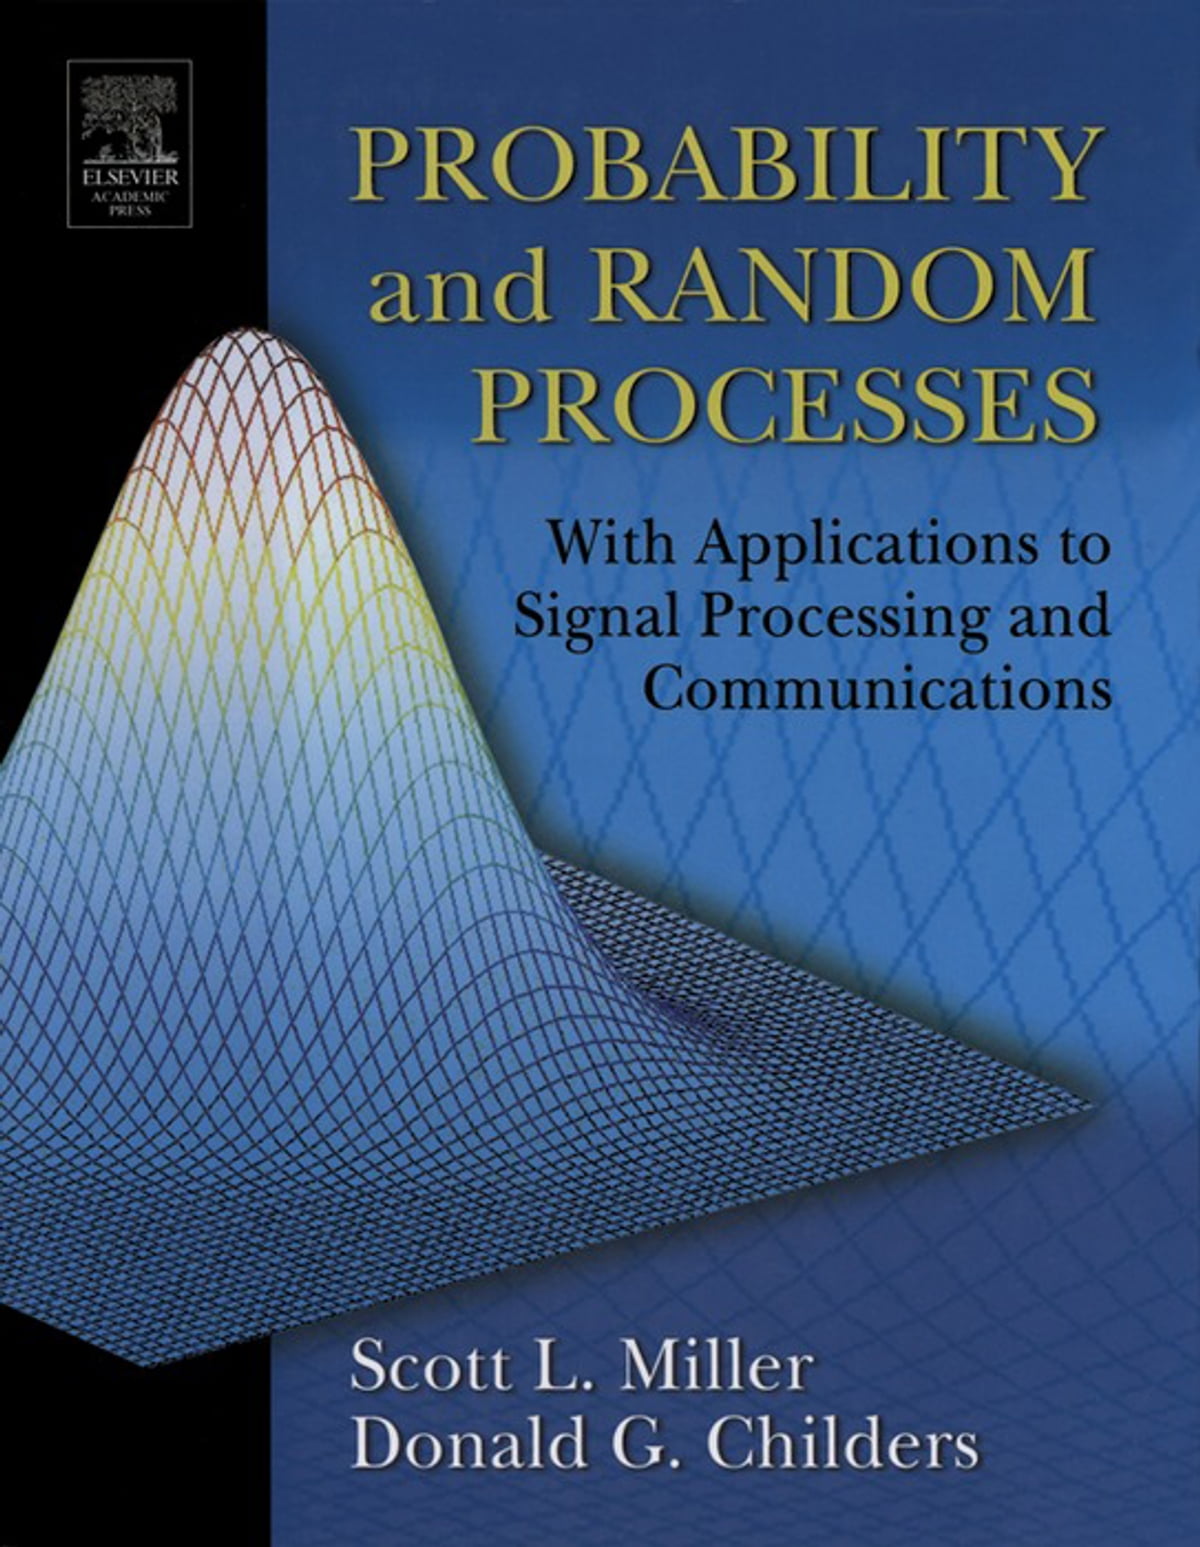 ELSEVIER
ACADEMIC
PRESS
PROBABILITY
and RANDOM
PROCESSES
With Applications to
Signal Processing and
Communications
Scott L. Miller
Donald G. Childers